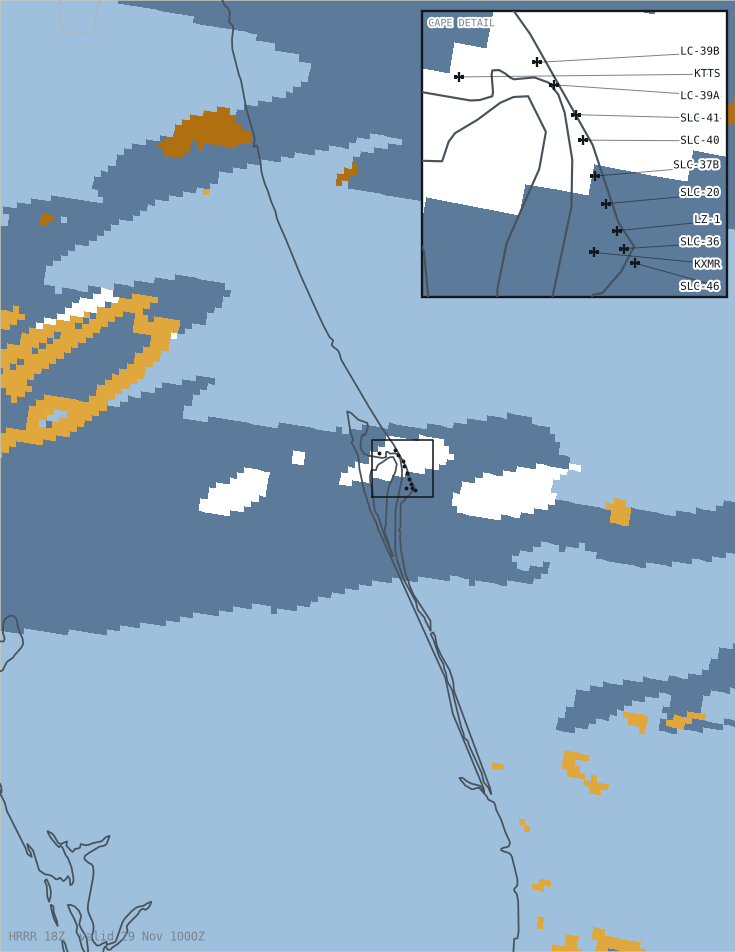 CAPE DETAIL
LC-39B
KTTS
LC-39A
SLC-41
SLC-40
SLC-37B
SLC-20
LZ-1
SLC-36
KXMR
SLC-46
HRRR 18Z valid 29 Nov 1000Z